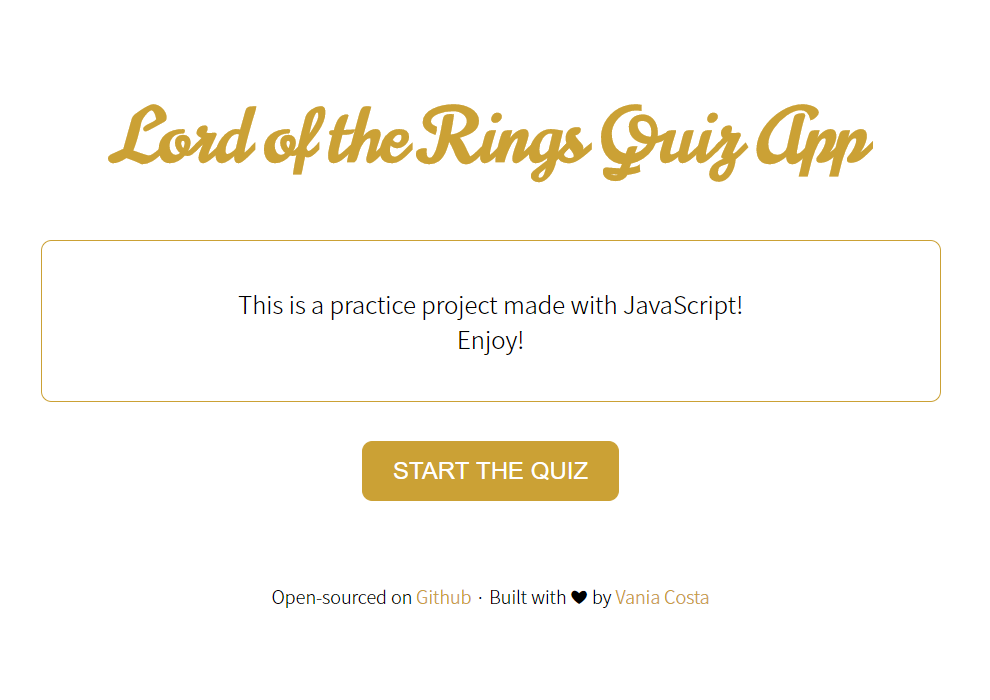 Lord of the Rings Quiz App
This is a practice project made with JavaScript!
Enjoy!
START THE QUIZ
Open-sourced on Github · Built with ♥ by Vania Costa